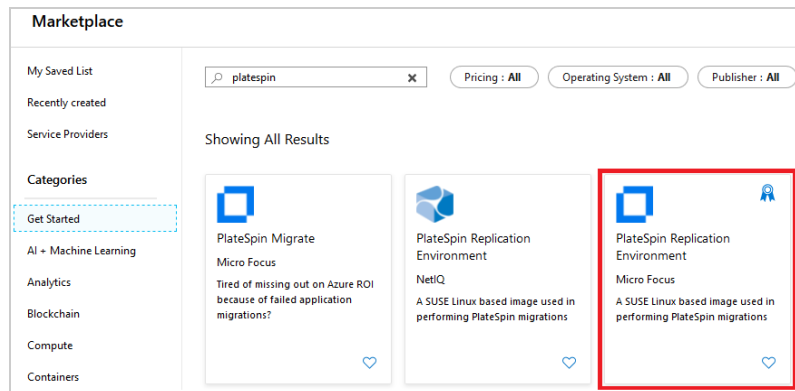 Marketplace
My Saved List
Recently created
Service Providers
Categories
Get Started
AI + Machine Learning
Analytics
Blockchain
Compute
Containers
platespin
Pricing : All
Operating System : All
Publisher : All
Showing All Results
PlateSpin Migrate
Micro Focus
Tired of missing out on Azure ROI
because of failed application
migrations?
PlateSpin Replication
Environment
NetIQ
A SUSE Linux based image used in
performing PlateSpin migrations
PlateSpin Replication
Environment
Micro Focus
A SUSE Linux based image used in
performing PlateSpin migrations